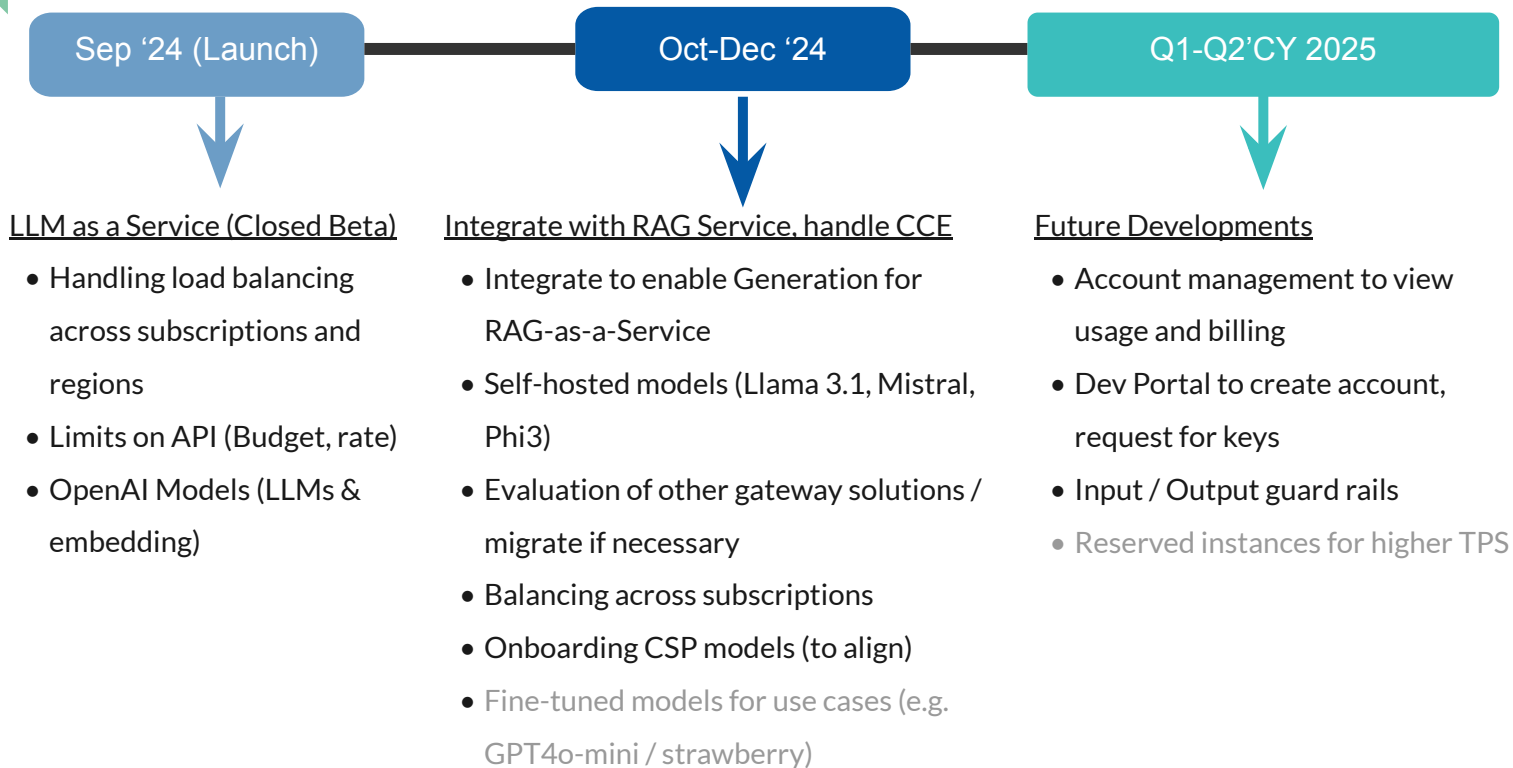 Sep ‘24 (Launch)
Oct-Dec ‘24
Q1-Q2’CY 2025
LLM as a Service (Closed Beta)
• Handling load balancing
across subscriptions and
regions
• Limits on API (Budget, rate)
• OpenAI Models (LLMs &
embedding)
Integrate with RAG Service, handle CCE
• Integrate to enable Generation for
RAG-as-a-Service
• Self-hosted models (Llama 3.1, Mistral,
Phi3)
• Evaluation of other gateway solutions /
migrate if necessary
• Balancing across subscriptions
• Onboarding CSP models (to align)
• Fine-tuned models for use cases (e.g.
GPT4o-mini / strawberry)
Future Developments
• Account management to view
usage and billing
• Dev Portal to create account,
request for keys
• Input / Output guard rails
• Reserved instances for higher TPS